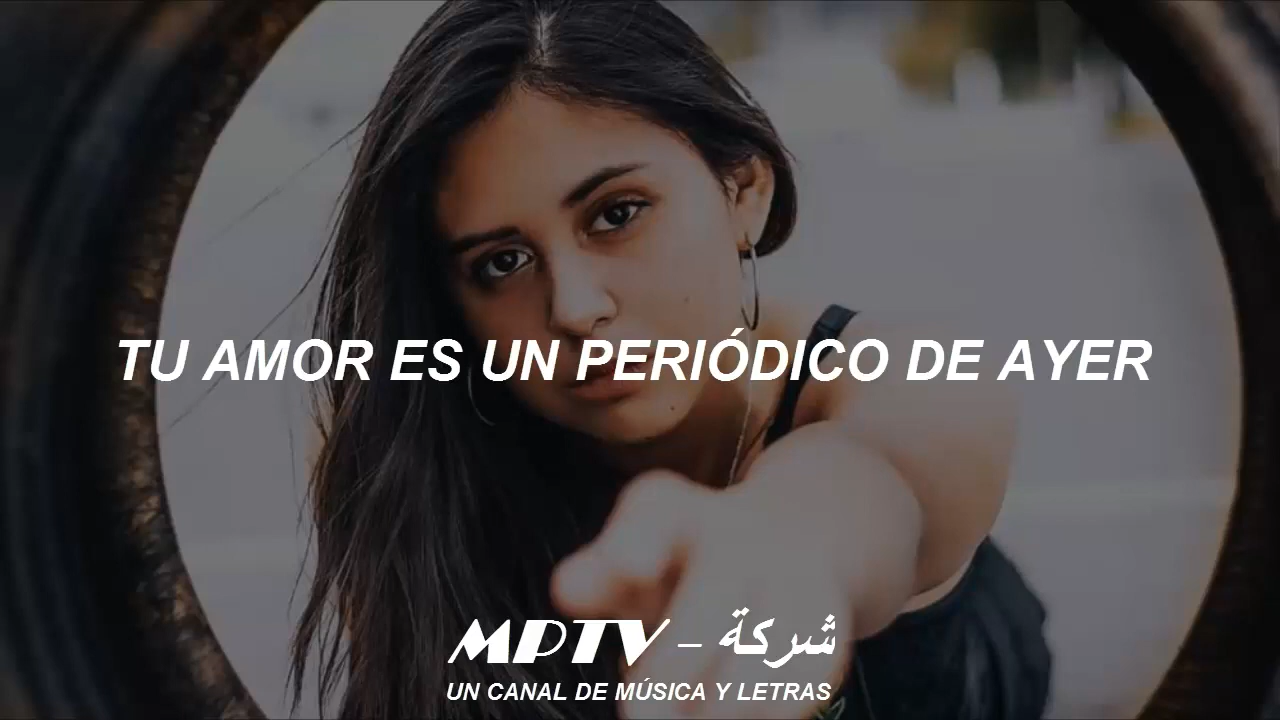 TU AMOR ES UN PERIÓDICO DE AYER
MPTV – شركة
UN CANAL DE MÚSICA Y LETRAS